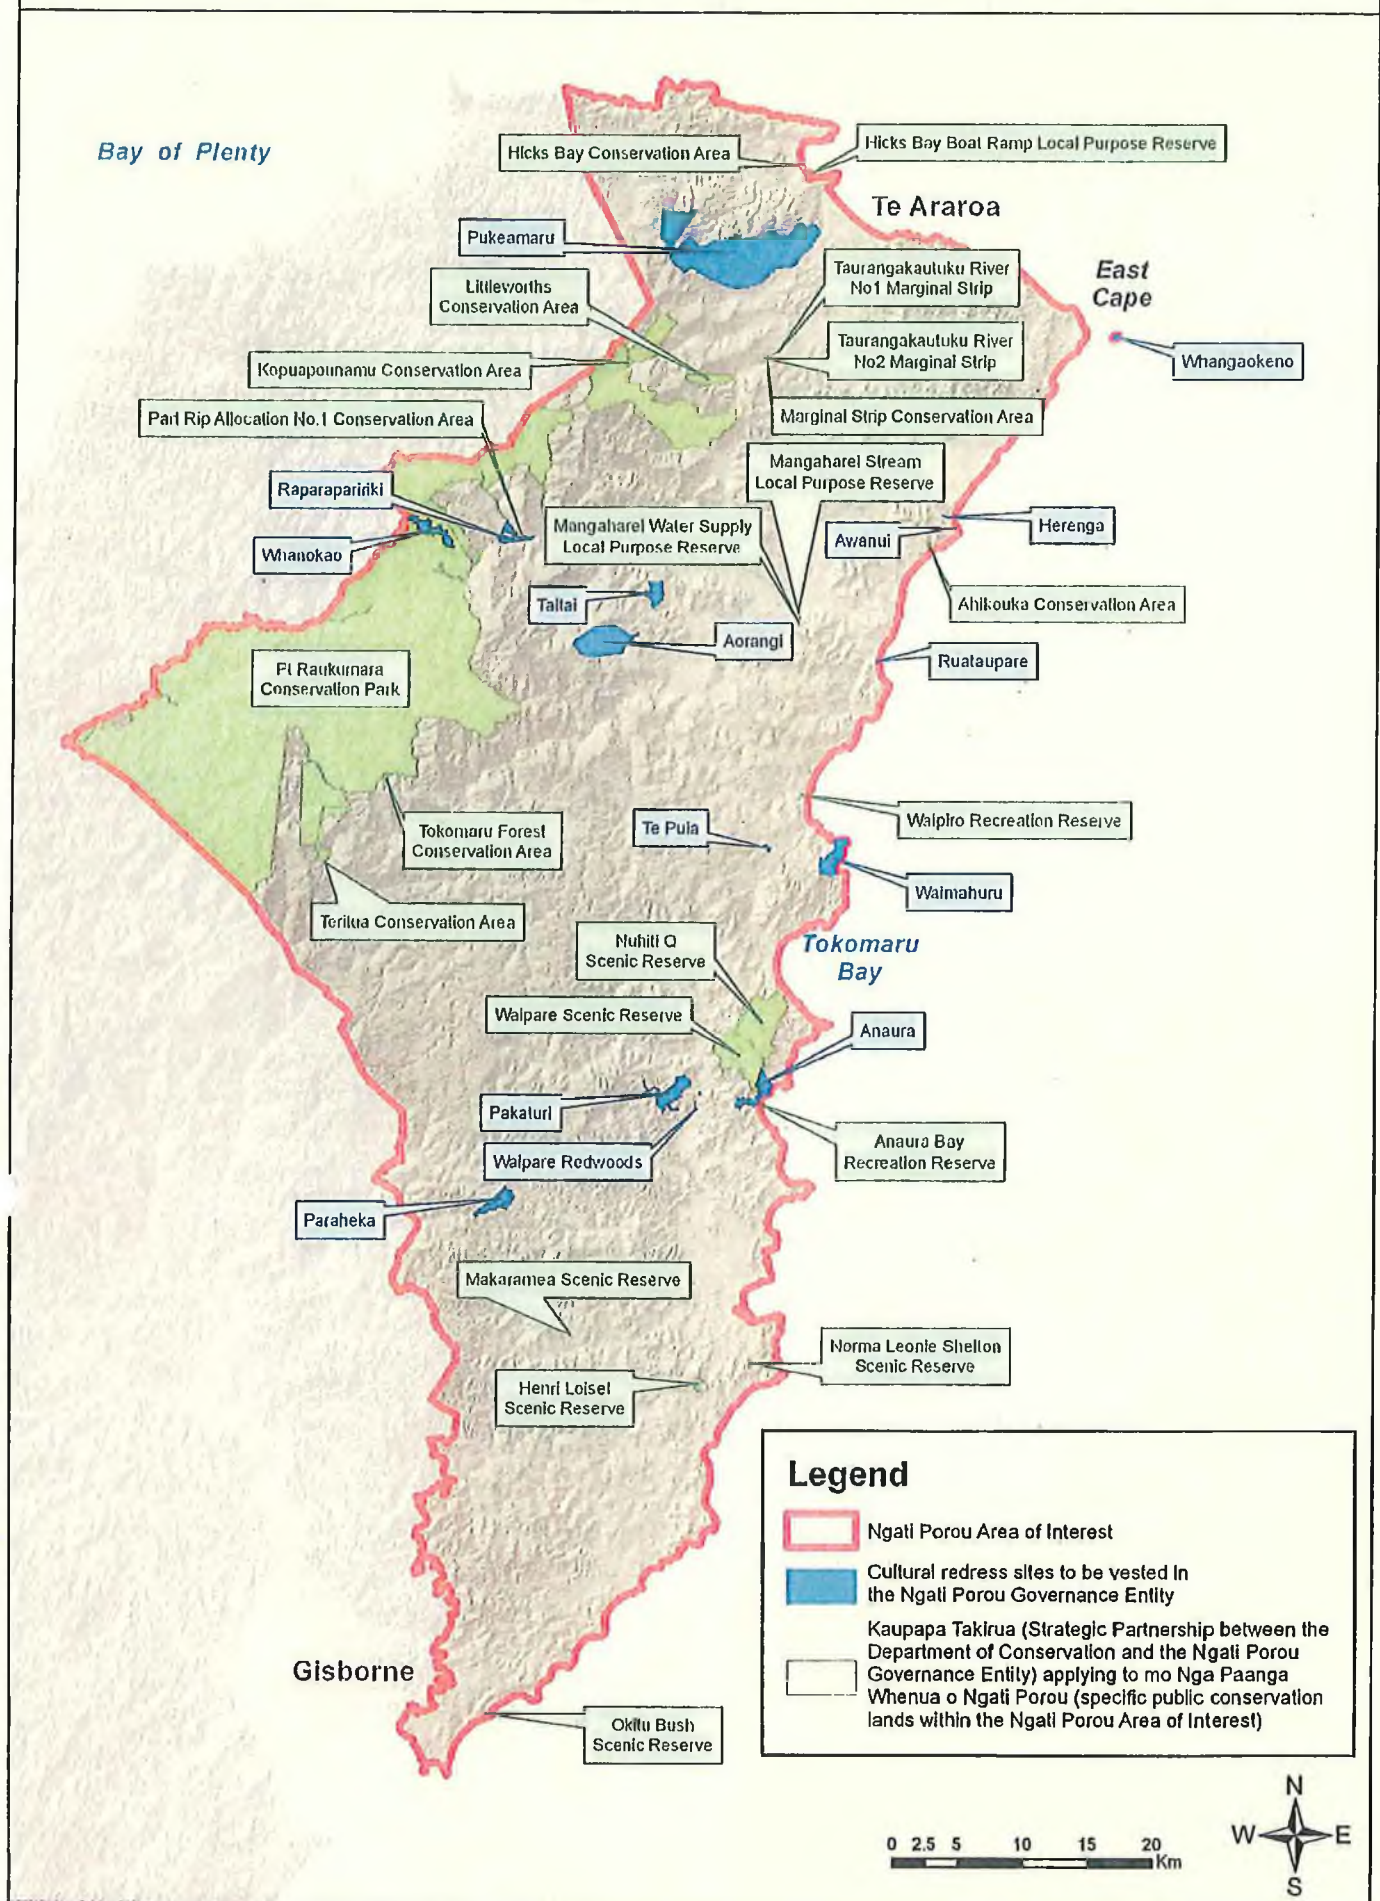 Bay of Plenty
Hicks Bay Conservation Area
Hicks Bay Boat Ramp Local Purpose Reserve
Te Araroa
Pukeamaru
Littleworths
Conservation Area
Taurangakautuku River
No1 Marginal Strip
East
Cape
Taurangakautuku River
No2 Marginal Strip
Whangaokeno
Kopuapounamu Conservation Area
Part Rip Allocation No.1 Conservation Area
Marginal Strip Conservation Area
Mangaharei Stream
Local Purpose Reserve
Raparapaririki
Mangaharei Water Supply
Local Purpose Reserve
Herenga
Awanui
Whanokao
Taitai
Ahikouka Conservation Area
Aorangi
Ruataupare
Pt Raukumara
Conservation Park
Waipiro Recreation Reserve
Tokomaru Forest
Conservation Area
Te Puia
Waimahuru
Terikua Conservation Area
Nuhiti Q
Scenic Reserve
Tokomaru
Bay
Waipare Scenic Reserve
Anaura
Pakaturi
Anaura Bay
Recreation Reserve
Waipare Redwoods
Paraheka
Makaramea Scenic Reserve
Norma Leonie Shelton
Scenic Reserve
Henri Loisel
Scenic Reserve
Legend
Ngati Porou Area of Interest
Cultural redress sites to be vested in
the Ngati Porou Governance Entity
Kaupapa Takirua (Strategic Partnership between the
Department of Conservation and the Ngati Porou
Governance Entity) applying to mo Nga Paanga
Whenua o Ngati Porou (specific public conservation
lands within the Ngati Porou Area of Interest)
Gisborne
Okitu Bush
Scenic Reserve
N
W E
S
0 2.5 5 10 15 20
Km